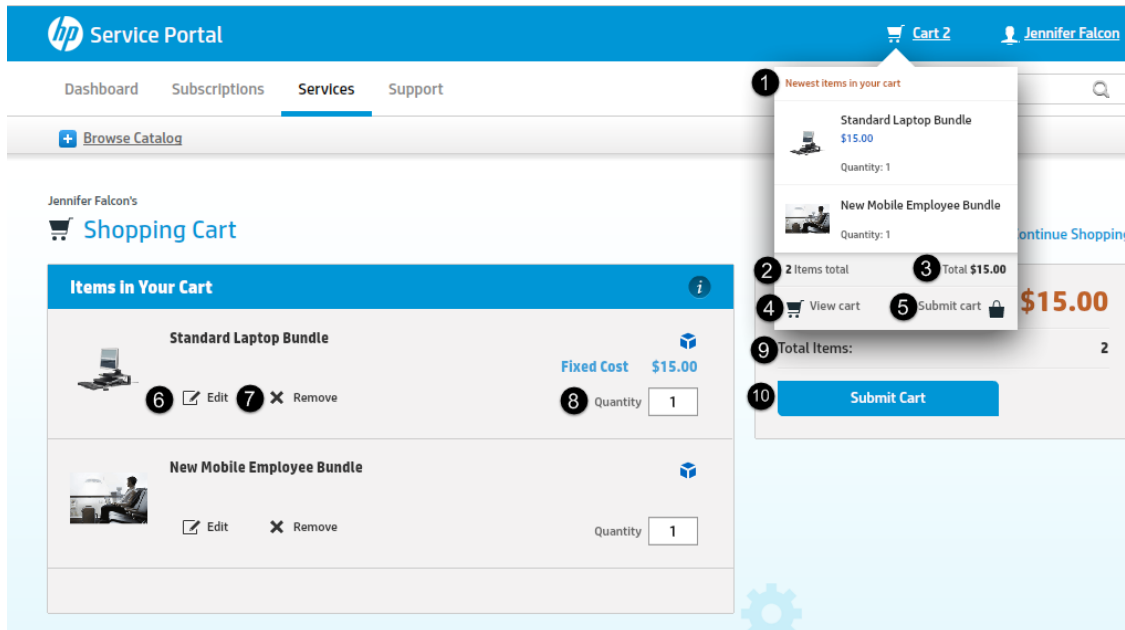 hp Service Portal
Cart 2
Jennifer Falcon
Dashboard Subscriptions Services Support
Browse Catalog
1 Newest items in your cart
Standard Laptop Bundle
$15.00
Quantity: 1
New Mobile Employee Bundle
Quantity: 1
2 2 Items total
3 Total $15.00
4 View cart
5 Submit cart
Jennifer Falcon's
Shopping Cart
ontinue Shopping
Items in Your Cart i
Standard Laptop Bundle
Fixed Cost $15.00
6 Edit 7 Remove
8 Quantity 1
New Mobile Employee Bundle
Edit Remove
Quantity 1
$15.00
9 Total Items: 2
10 Submit Cart